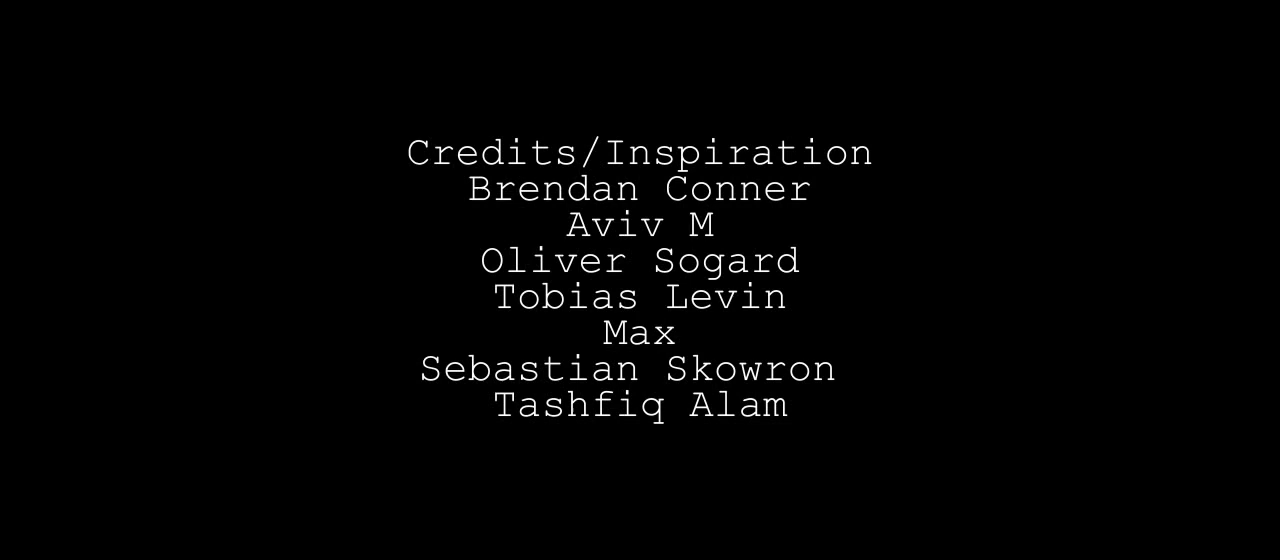 Credits/Inspiration
Brendan Conner
Aviv M
Oliver Sogard
Tobias Levin
Max
Sebastian Skowron
Tashfiq Alam